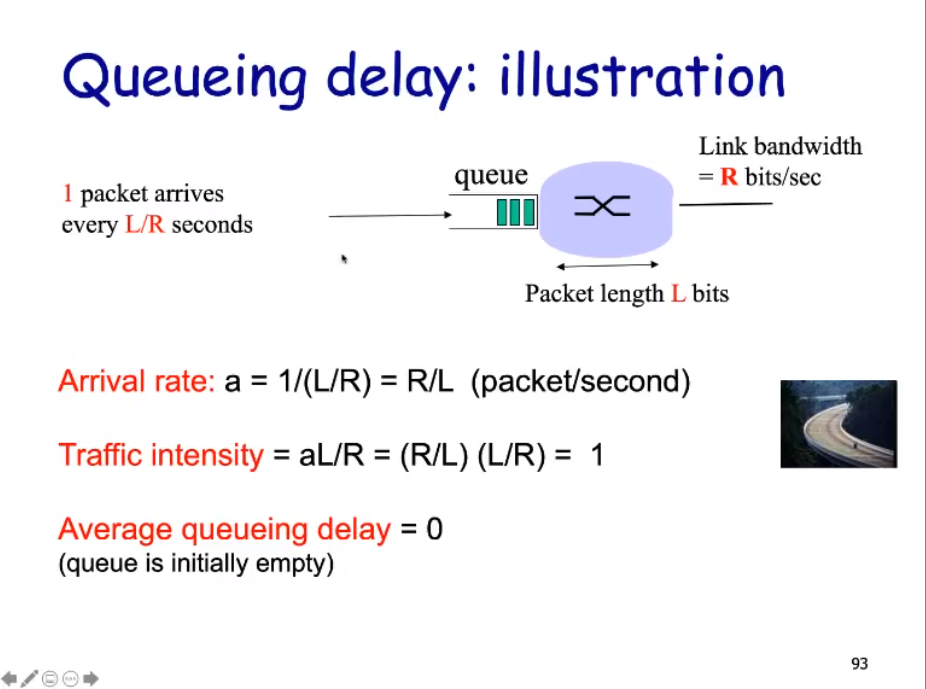 Queueing delay: illustration
1 packet arrives
every L/R seconds
queue
Link bandwidth
= R bits/sec
Packet length L bits
Arrival rate: a = 1/(L/R) = R/L (packet/second)
Traffic intensity = aL/R = (R/L) (L/R) = 1
Average queueing delay = 0
(queue is initially empty)
93